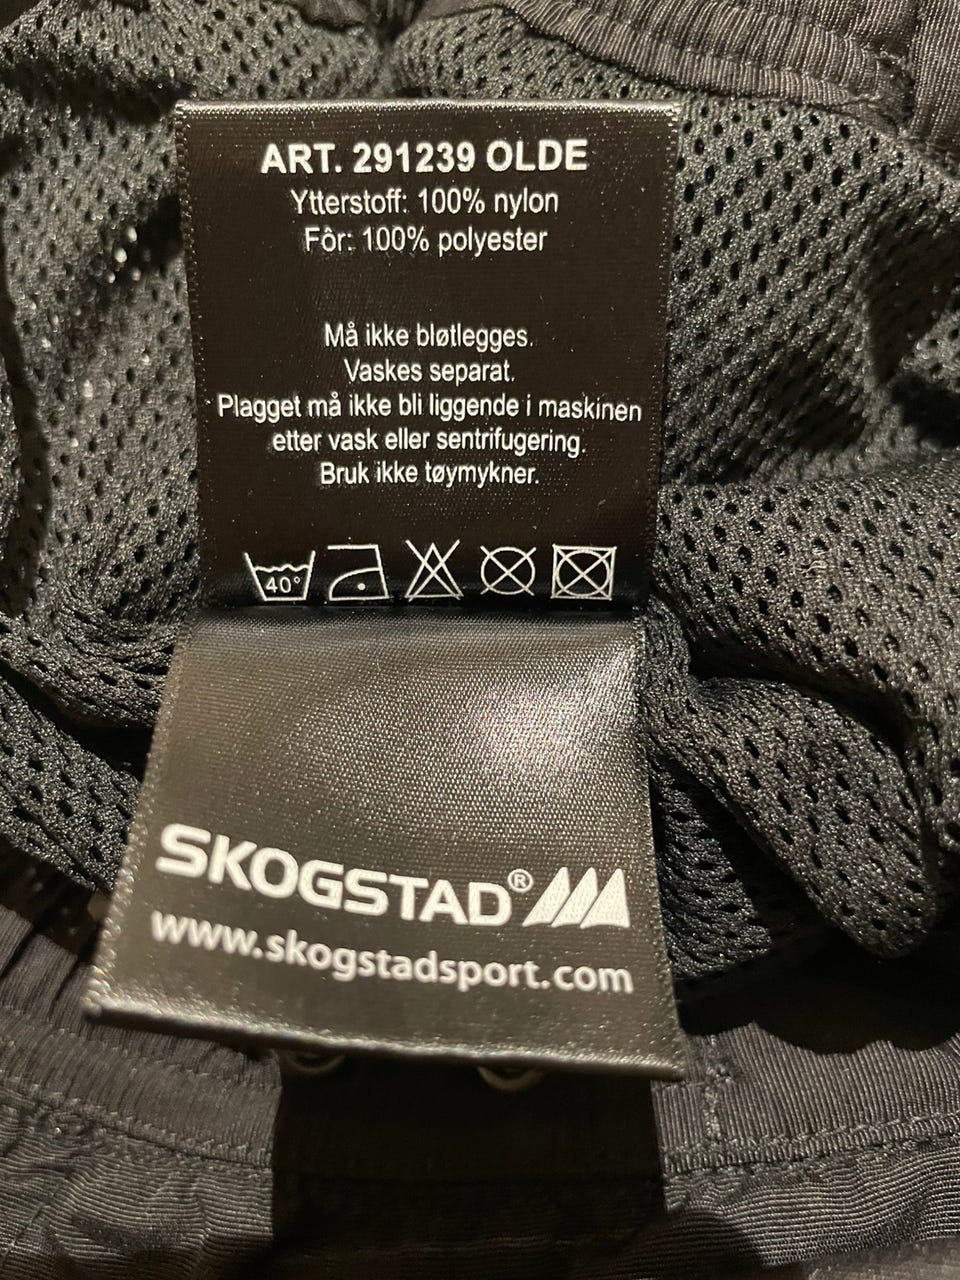 ART. 291239 OLDE
Ytterstoff: 100% nylon
Fôr: 100% polyester
Må ikke bløtlegges.
Vaskes separat.
Plagget må ikke bli liggende i maskinen
etter vask eller sentrifugering.
Bruk ikke tøymykner.
40°
SKOGSTAD®
www.skogstadsport.com